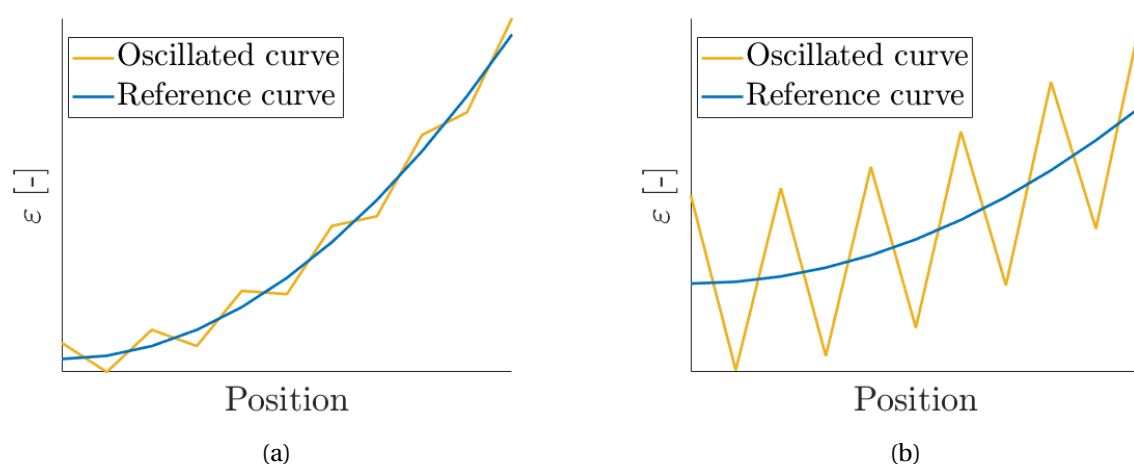 Oscillated curve
Reference curve
ε [-]
Position
(a)
Oscillated curve
Reference curve
ε [-]
Position
(b)